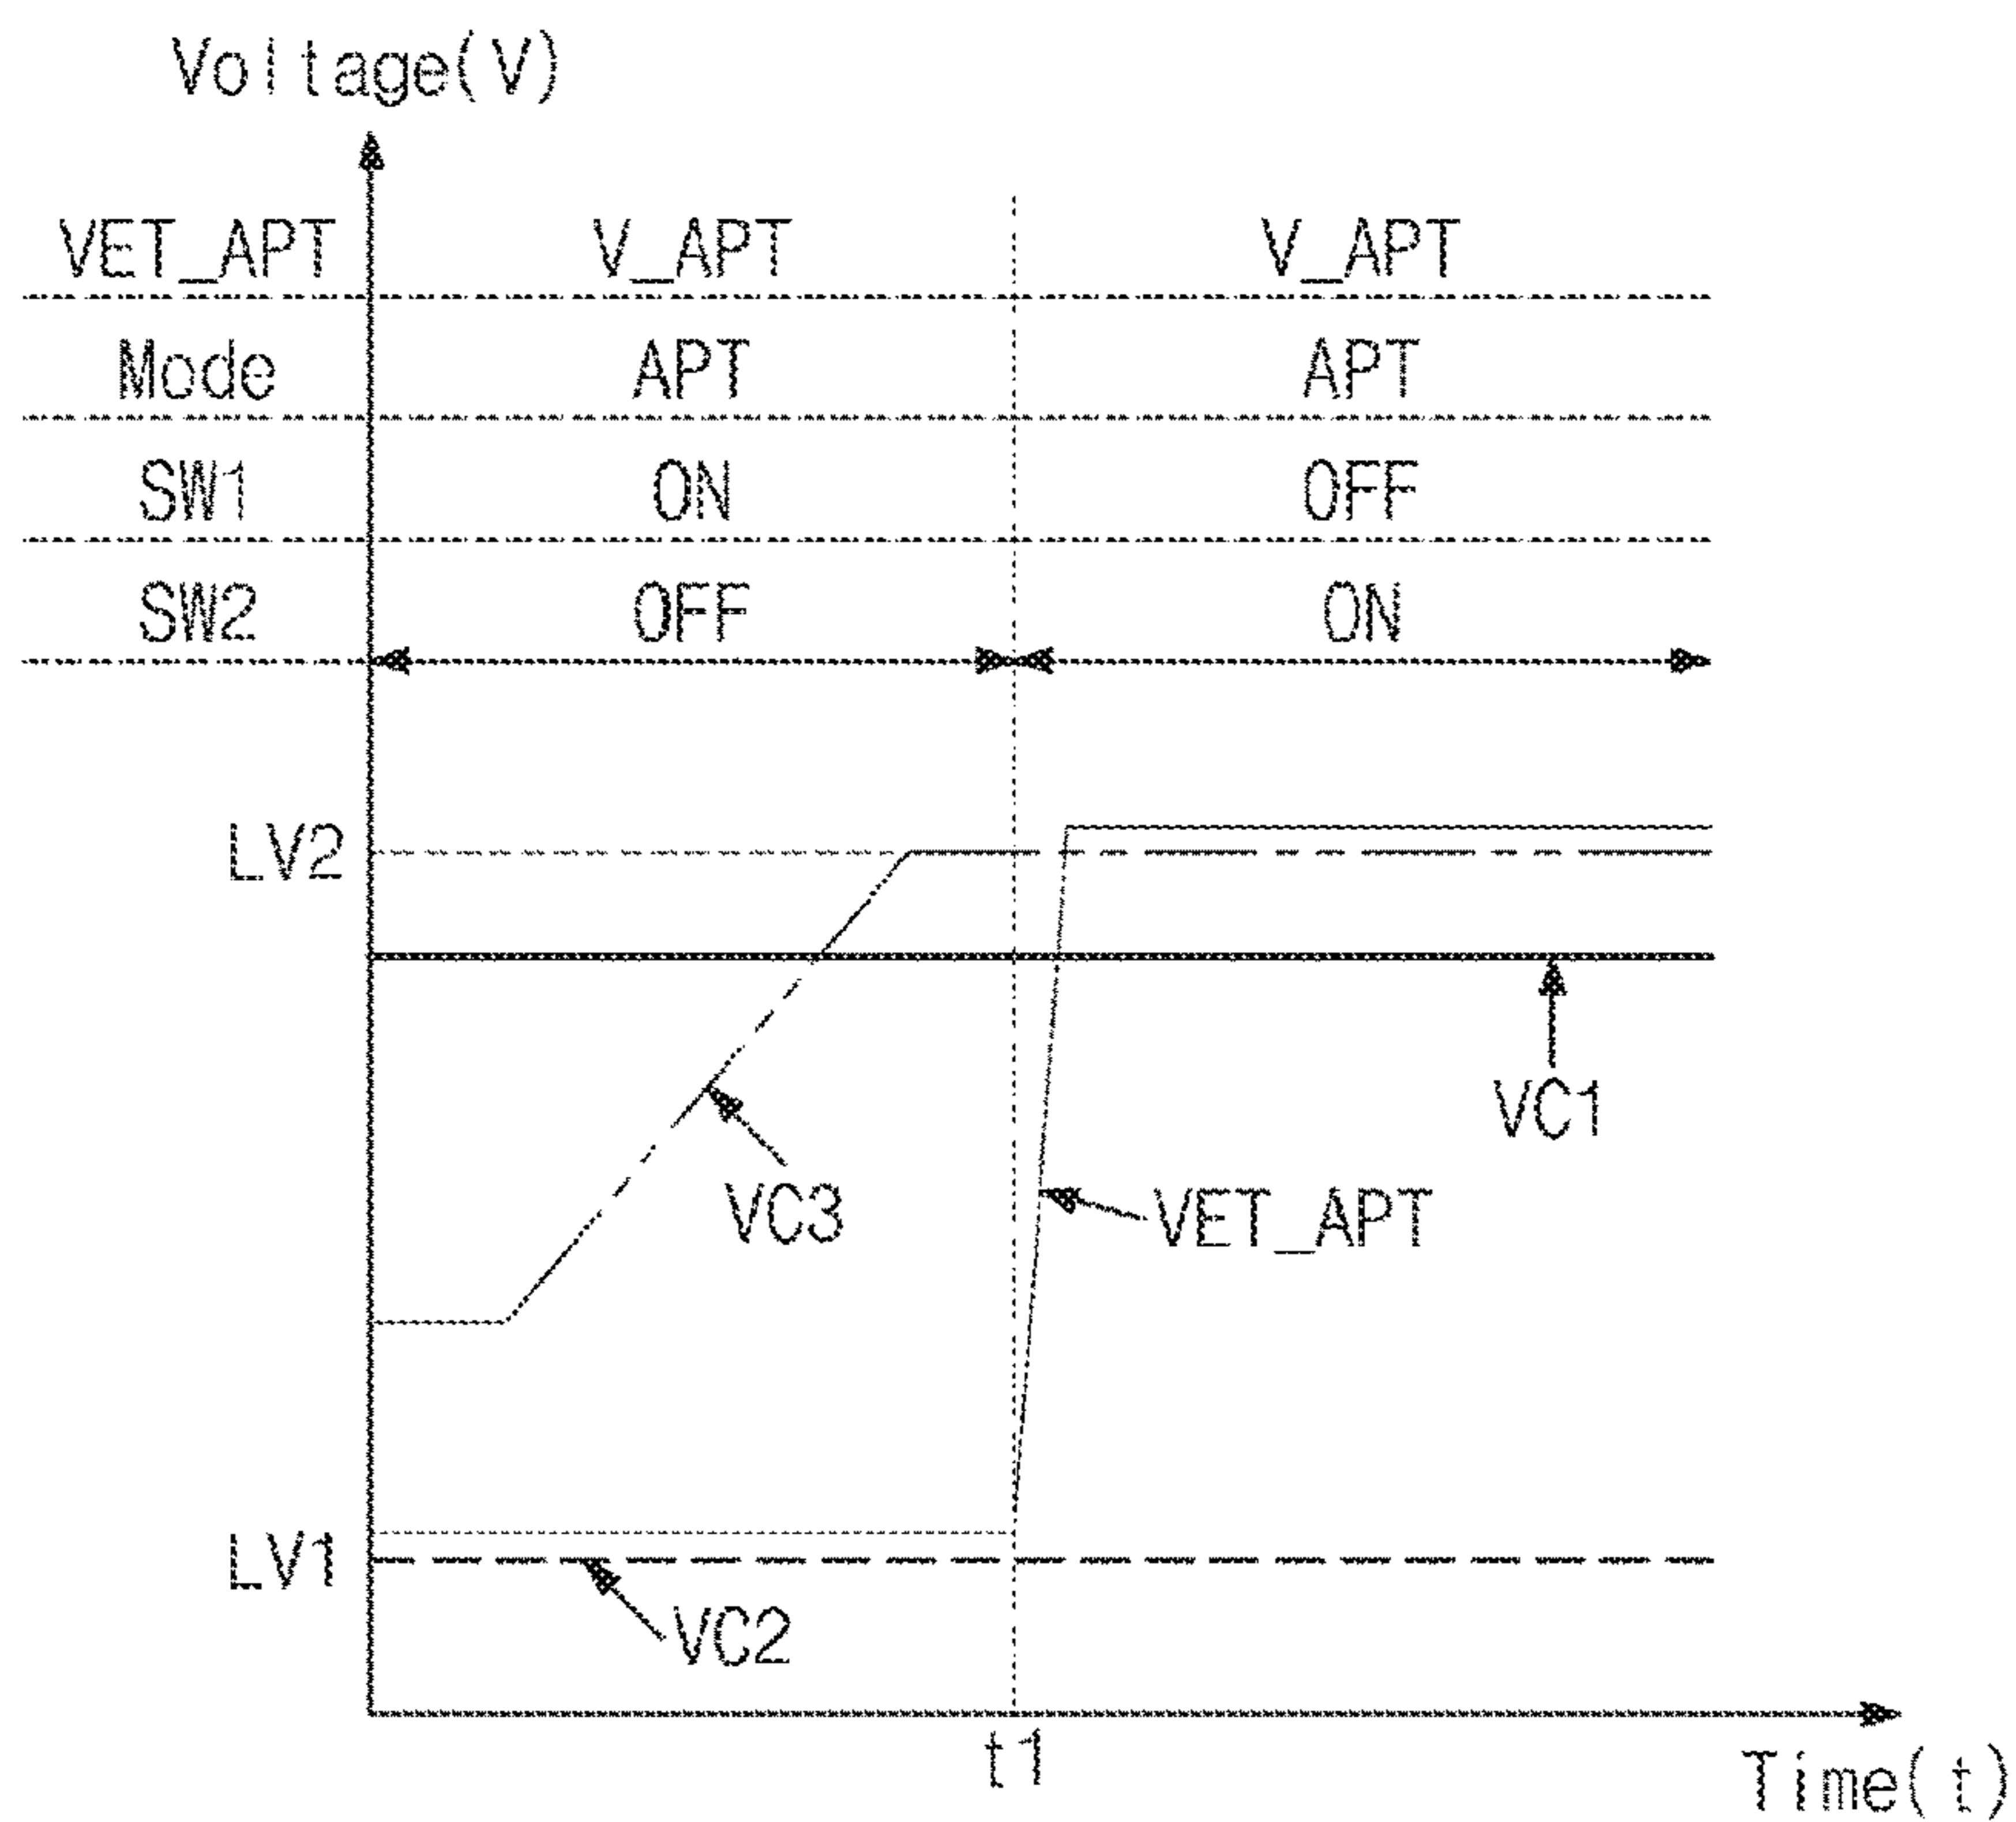 Voltage(V)
VET_APT V_APT V_APT
Mode APT APT
SW1 ON OFF
SW2 OFF ON
LV2
VC1
VC3
VET_APT
LV1
VC2
t1
Time(t)